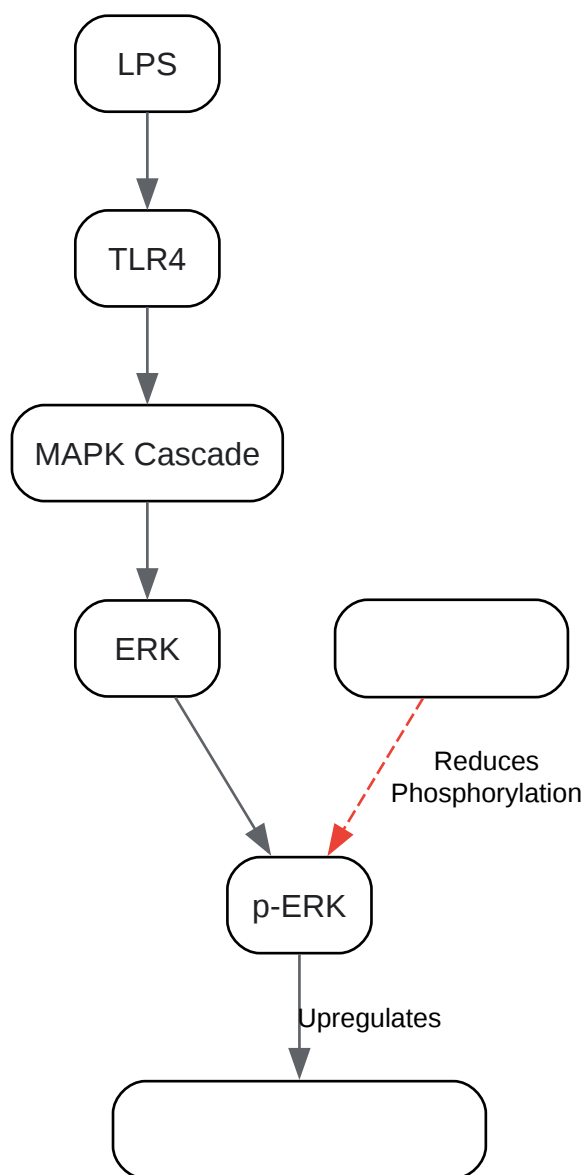 LPS
TLR4
MAPK Cascade
ERK
Reduces
Phosphorylation
p-ERK
Upregulates